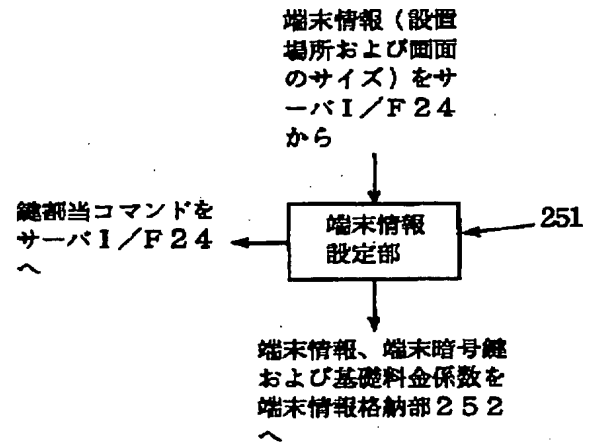 端末情報（設置
場所および画面
のサイズ）をサ
ーバＩ／Ｆ２４
から
鍵割当コマンドを
サーバＩ／Ｆ２４
へ
端末情報
設定部
251
端末情報、端末暗号鍵
および基礎料金係数を
端末情報格納部２５２
へ